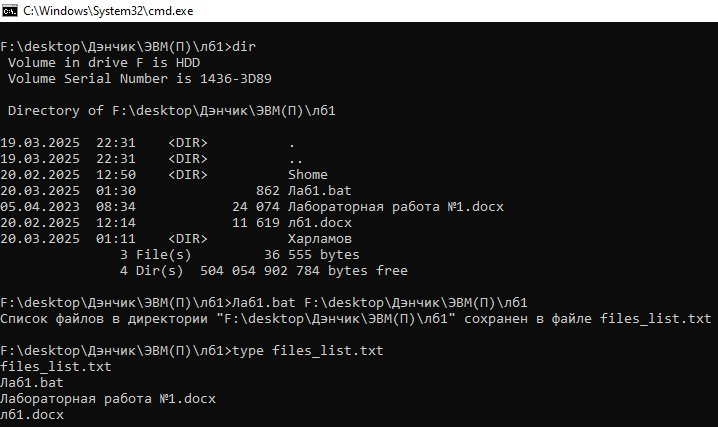 C:\Windows\System32\cmd.exe
F:\desktop\Дэнчик\ЭВМ(П)\лб1>dir
Volume in drive F is HDD
Volume Serial Number is 1436-3D89
Directory of F:\desktop\Дэнчик\ЭВМ(П)\лб1
19.03.2025  22:31    <DIR>          .
19.03.2025  22:31    <DIR>          ..
20.02.2025  12:50    <DIR>          Shome
20.03.2025  01:30               862 Лаб1.bat
05.04.2023  08:34            24 074 Лабораторная работа №1.docx
20.02.2025  12:14            11 619 лб1.docx
20.03.2025  01:11    <DIR>          Харламов
3 File(s)         36 555 bytes
4 Dir(s)  504 054 902 784 bytes free
F:\desktop\Дэнчик\ЭВМ(П)\лб1>Лаб1.bat F:\desktop\Дэнчик\ЭВМ(П)\лб1
Список файлов в директории "F:\desktop\Дэнчик\ЭВМ(П)\лб1" сохранен в файле files_list.txt
F:\desktop\Дэнчик\ЭВМ(П)\лб1>type files_list.txt
files_list.txt
Лаб1.bat
Лабораторная работа №1.docx
лб1.docx